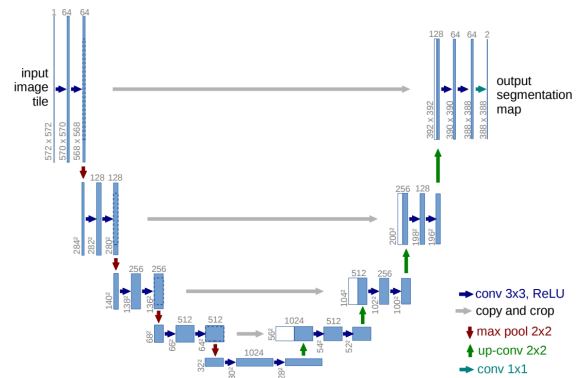 1 64 64
128 64 64 2
input
image
tile
output
segmentation
map
572 x 572
570 x 570
568 x 568
392 x 392
390 x 390
388 x 388
388 x 388
128 128
256 128
284²
282²
280²
200²
198²
196²
256 256
512 256
140²
138²
136²
104²
102²
100²
conv 3x3, ReLU
copy and crop
max pool 2x2
up-conv 2x2
conv 1x1
512 512
1024 512
68²
66²
64²
56²
54²
52²
1024
32²
30²
28²